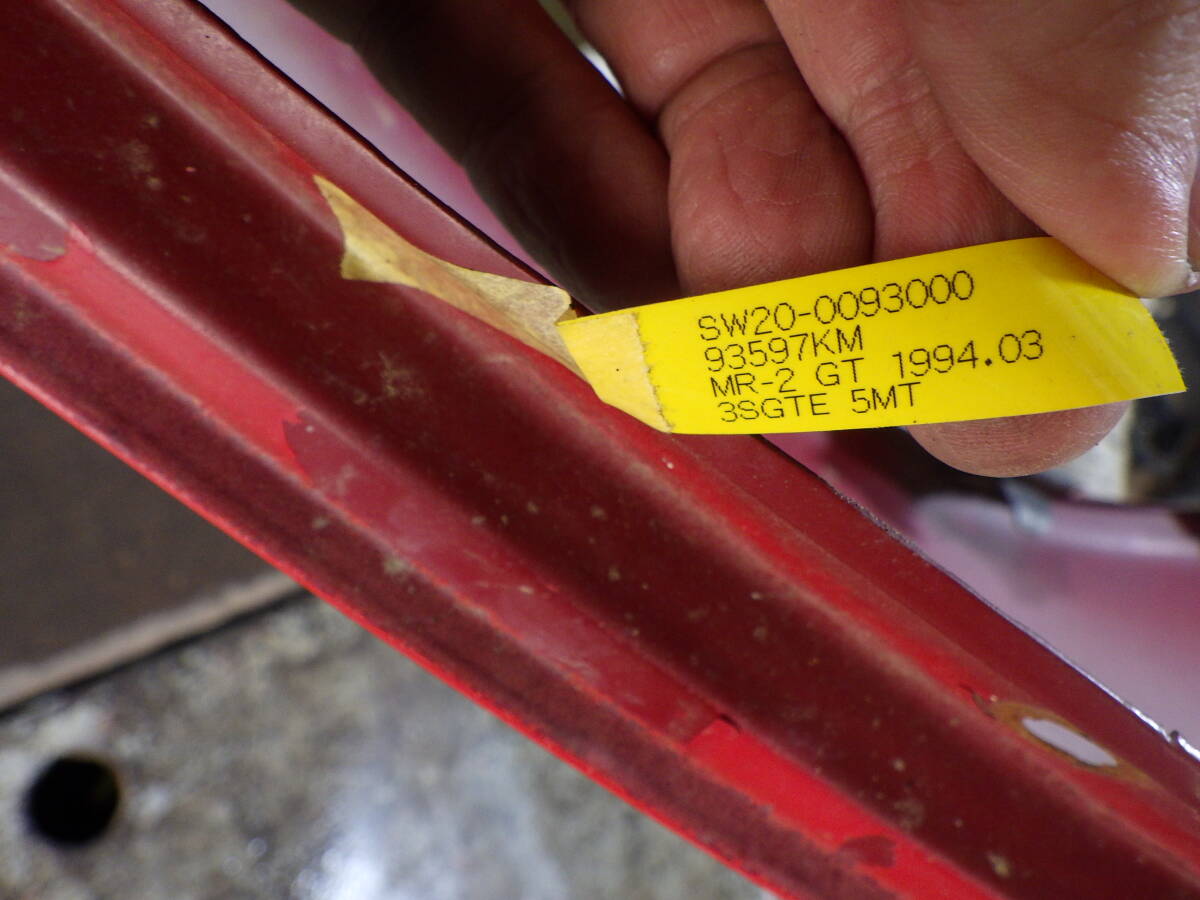 SW20-0093000
93597KM
MR-2 GT 1994.03
3SGTE 5MT